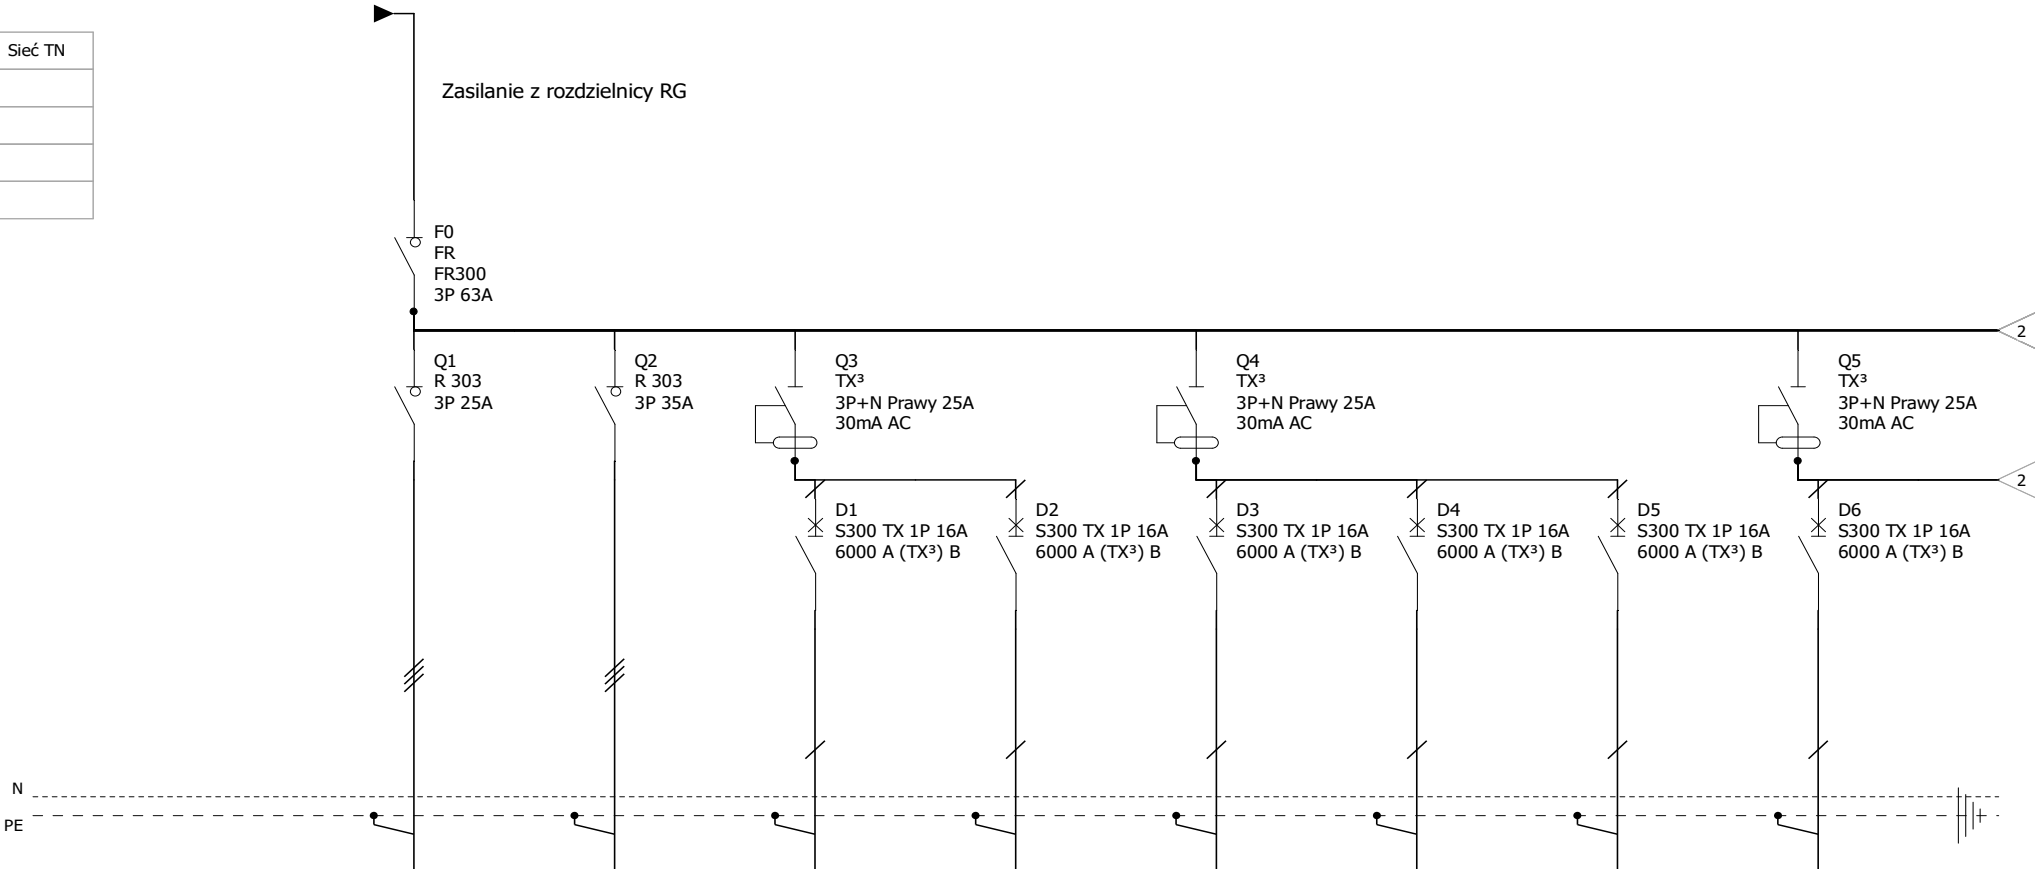 Sieć TN
Zasilanie z rozdzielnicy RG
F0
FR
FR300
3P 63A
2
Q1
R 303
3P 25A
Q2
R 303
3P 35A
Q3
TX³
3P+N Prawy 25A
30mA AC
Q4
TX³
3P+N Prawy 25A
30mA AC
Q5
TX³
3P+N Prawy 25A
30mA AC
2
D1
S300 TX 1P 16A
6000 A (TX³) B
D2
S300 TX 1P 16A
6000 A (TX³) B
D3
S300 TX 1P 16A
6000 A (TX³) B
D4
S300 TX 1P 16A
6000 A (TX³) B
D5
S300 TX 1P 16A
6000 A (TX³) B
D6
S300 TX 1P 16A
6000 A (TX³) B
N
PE